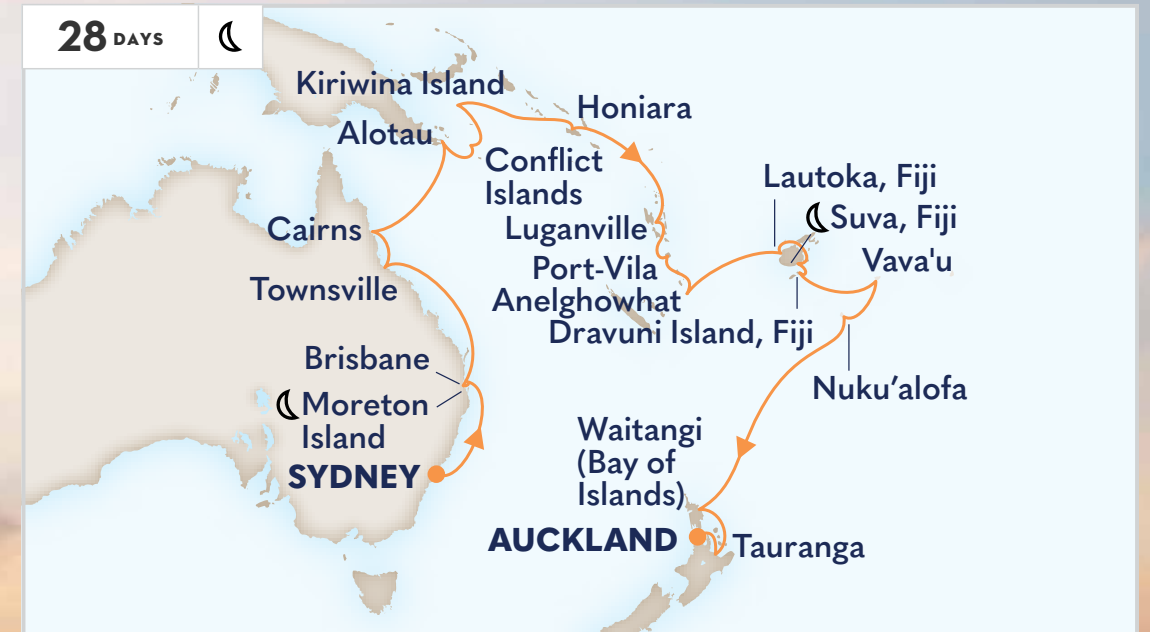 28 DAYS
Kiriwina Island
Honiara
Alotau
Conflict
Islands
Lautoka, Fiji
Suva, Fiji
Cairns
Luganville
Vava'u
Port-Vila
Townsville
Anelghowhat
Dravuni Island, Fiji
Brisbane
Nuku’alofa
Moreton
Island
Waitangi
(Bay of
Islands)
SYDNEY
AUCKLAND
Tauranga